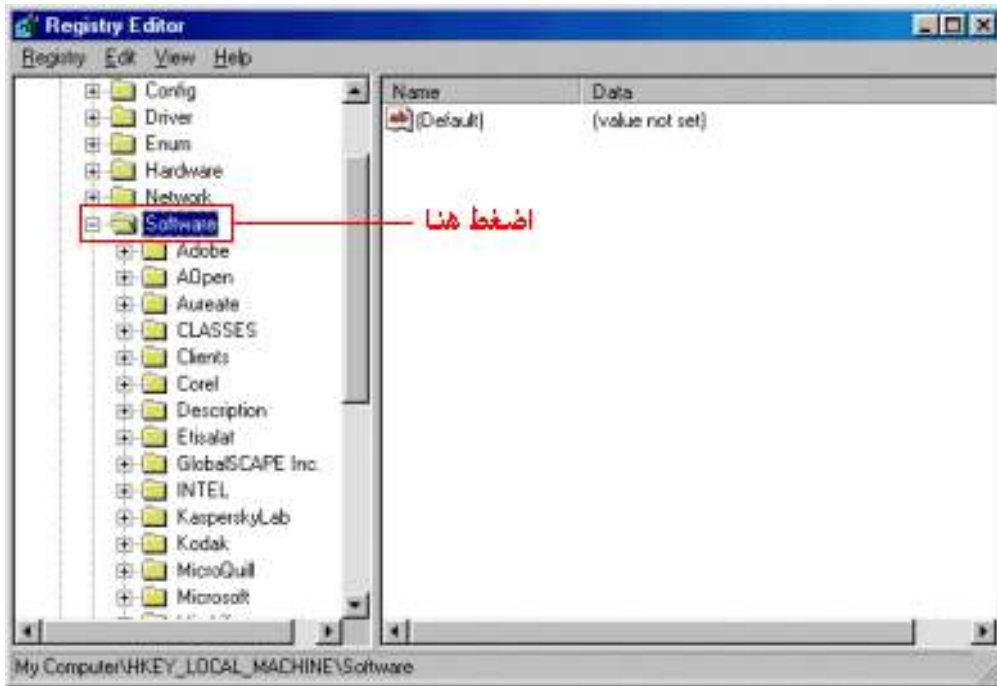 Registry Editor
Registry Edit View Help
Config
Driver
Enum
Hardware
Network
Software
Adobe
AOpen
Aureate
CLASSES
Clients
Corel
Description
Etisalat
GlobalSCAPE Inc.
INTEL
KasperskyLab
Kodak
MicroQuill
Microsoft
Name Data
(Default) (value not set)
اضغط هنا
My Computer\HKEY_LOCAL_MACHINE\Software